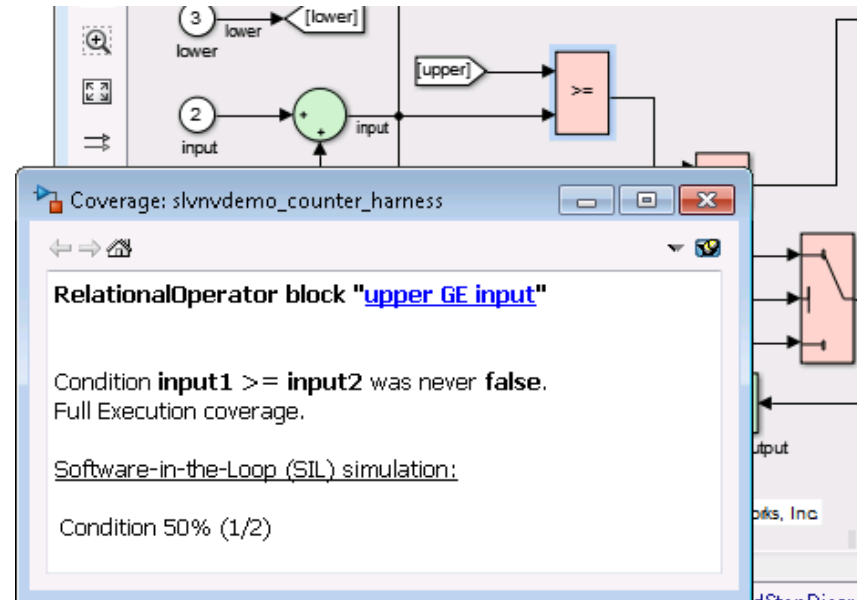 3
[lower]
lower
lower
[upper]
>=
2
+
+
input
input
Coverage: slvnvdemo_counter_harness
RelationalOperator block "upper GE input"
Condition input1 >= input2 was never false.
Full Execution coverage.
Software-in-the-Loop (SIL) simulation:
Condition 50% (1/2)
utput
Inc.